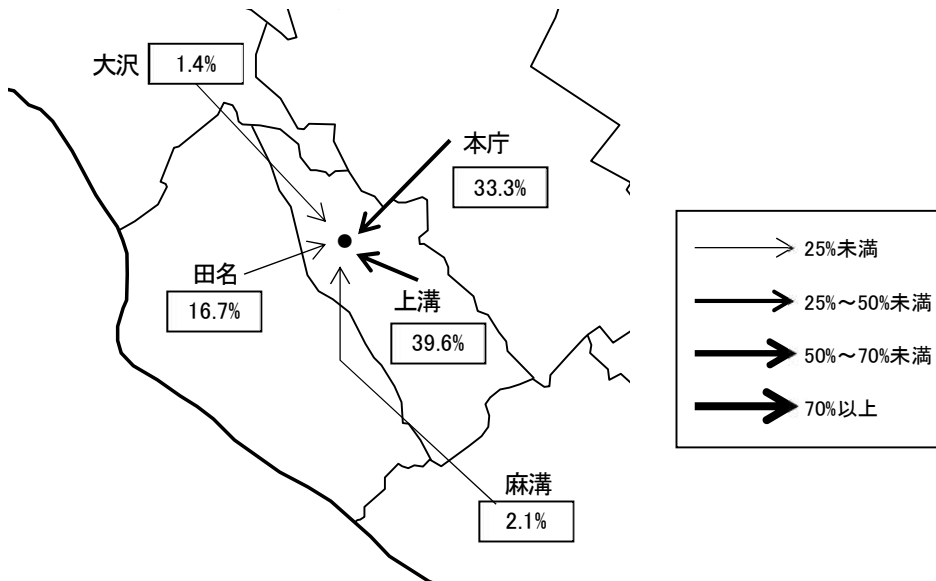 大沢
1.4%
本庁
33.3%
田名
16.7%
上溝
39.6%
麻溝
2.1%
25%未満
25%～50%未満
50%～70%未満
70%以上